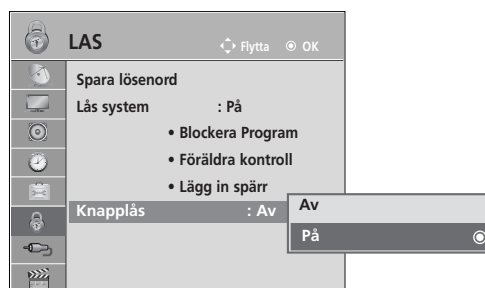 LAS Flytta OK
Spara lösenord
Lås system : På
• Blockera Program
• Föräldra kontroll
• Lägg in spärr
Knapplås : Av
Av
På